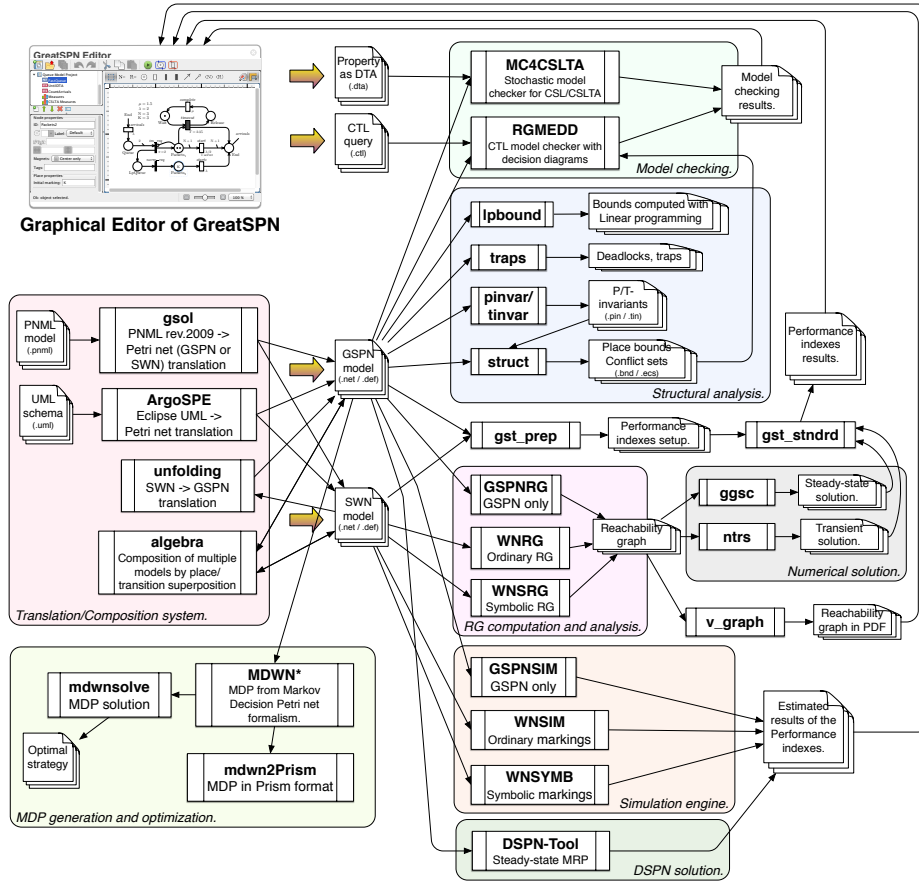 GreatSPN Editor
Graphical Editor of GreatSPN
Property
as DTA
(.dta)
CTL
query
(.ctl)
MC4CSLTA
Stochastic model
checker for CSL/CSLTA
RGMEDD
CTL model checker with
decision diagrams
Model checking.
Model
checking
results.
lpbound
Bounds computed with
Linear programming
traps
Deadlocks, traps
pinvar/
tinvar
P/T-
invariants
(.pin / .tin)
struct
Place bounds
Conflict sets
(.bnd / .ecs)
Structural analysis.
Performance
indexes
results.
PNML
model
(.pnml)
gsol
PNML rev.2009 ->
Petri net (GSPN or
SWN) translation
UML
schema
(.uml)
ArgoSPE
Eclipse UML ->
Petri net translation
unfolding
SWN -> GSPN
translation
algebra
Composition of multiple
models by place/
transition superposition
Translation/Composition system.
GSPN
model
(.net / .def)
SWN
model
(.net / .def)
gst_prep
Performance
indexes setup.
gst_stndrd
GSPNRG
GSPN only
WNRG
Ordinary RG
WNSRG
Symbolic RG
Reachability
graph
RG computation and analysis.
ggsc
Steady-state
solution.
ntrs
Transient
solution.
Numerical solution.
v_graph
Reachability
graph in PDF
mdwnsolve
MDP solution
MDWN*
MDP from Markov
Decision Petri net
formalism.
Optimal
strategy
mdwn2Prism
MDP in Prism format
MDP generation and optimization.
GSPNSIM
GSPN only
WNSIM
Ordinary markings
WNSYMB
Symbolic markings
Simulation engine.
Estimated
results of the
Performance
indexes.
DSPN-Tool
Steady-state MRP
DSPN solution.